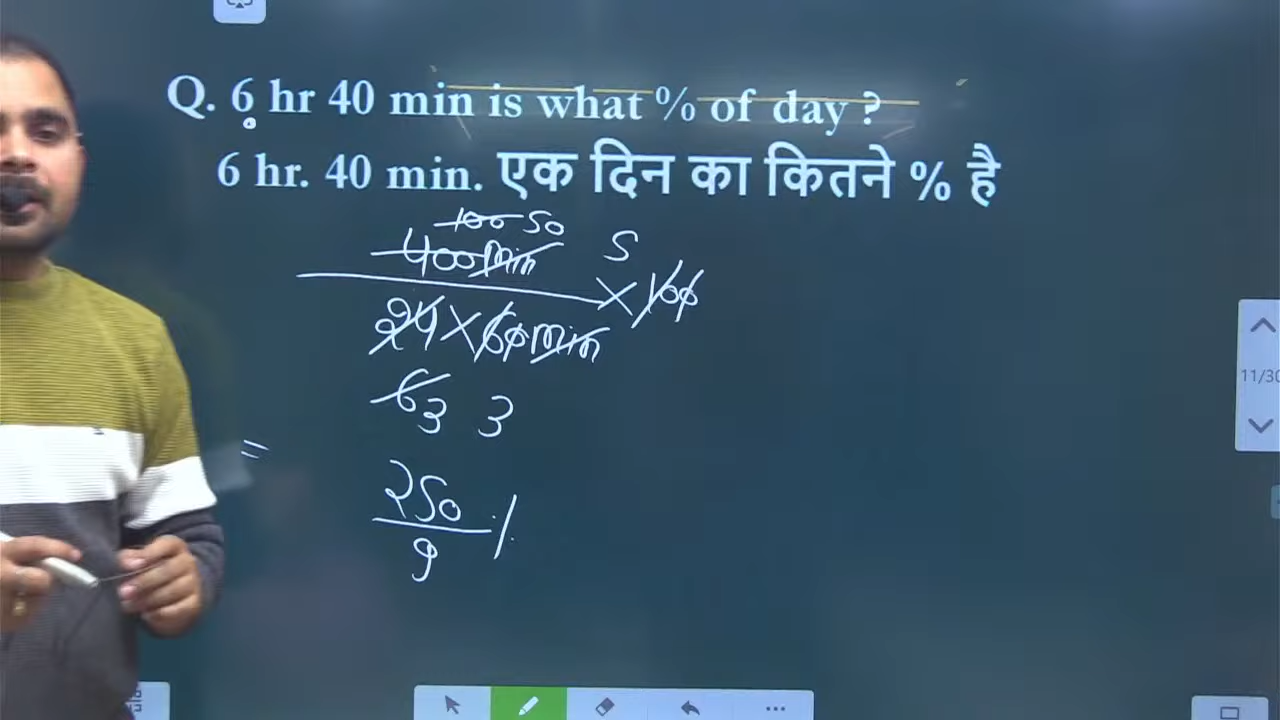 Q. 6 hr 40 min is what % of day ?
6 hr. 40 min. एक दिन का कितने % है
100 50
400 min 5
× 100
24 × 60 min
6 3 3
=
250
9 %
11/30